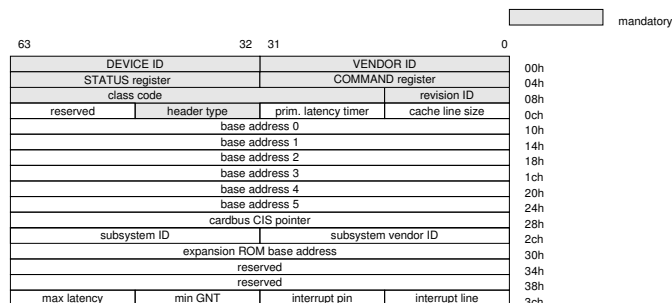 mandatory
63 32 31 0
DEVICE ID VENDOR ID 00h
STATUS register COMMAND register 04h
class code revision ID 08h
reserved header type prim. latency timer cache line size 0ch
base address 0 10h
base address 1 14h
base address 2 18h
base address 3 1ch
base address 4 20h
base address 5 24h
cardbus CIS pointer 28h
subsystem ID subsystem vendor ID 2ch
expansion ROM base address 30h
reserved 34h
reserved 38h
max latency min GNT interrupt pin interrupt line 3ch